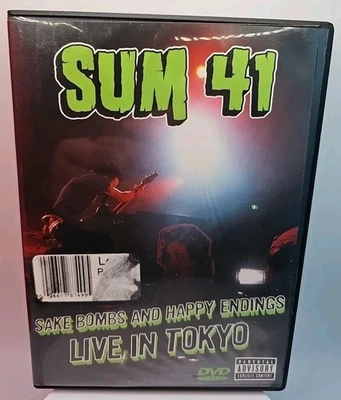 SUM 41
SAKE BOMBS AND HAPPY ENDINGS
LIVE IN TOKYO
DVD
PARENTAL
ADVISORY
EXPLICIT CONTENT